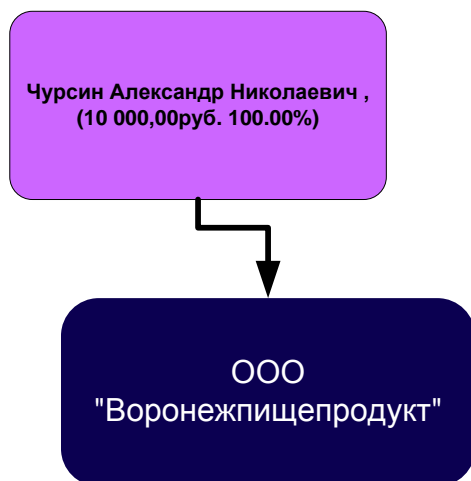 Чурсин Александр Николаевич ,
(10 000,00руб. 100.00%)
ООО
"Воронежпищепродукт"